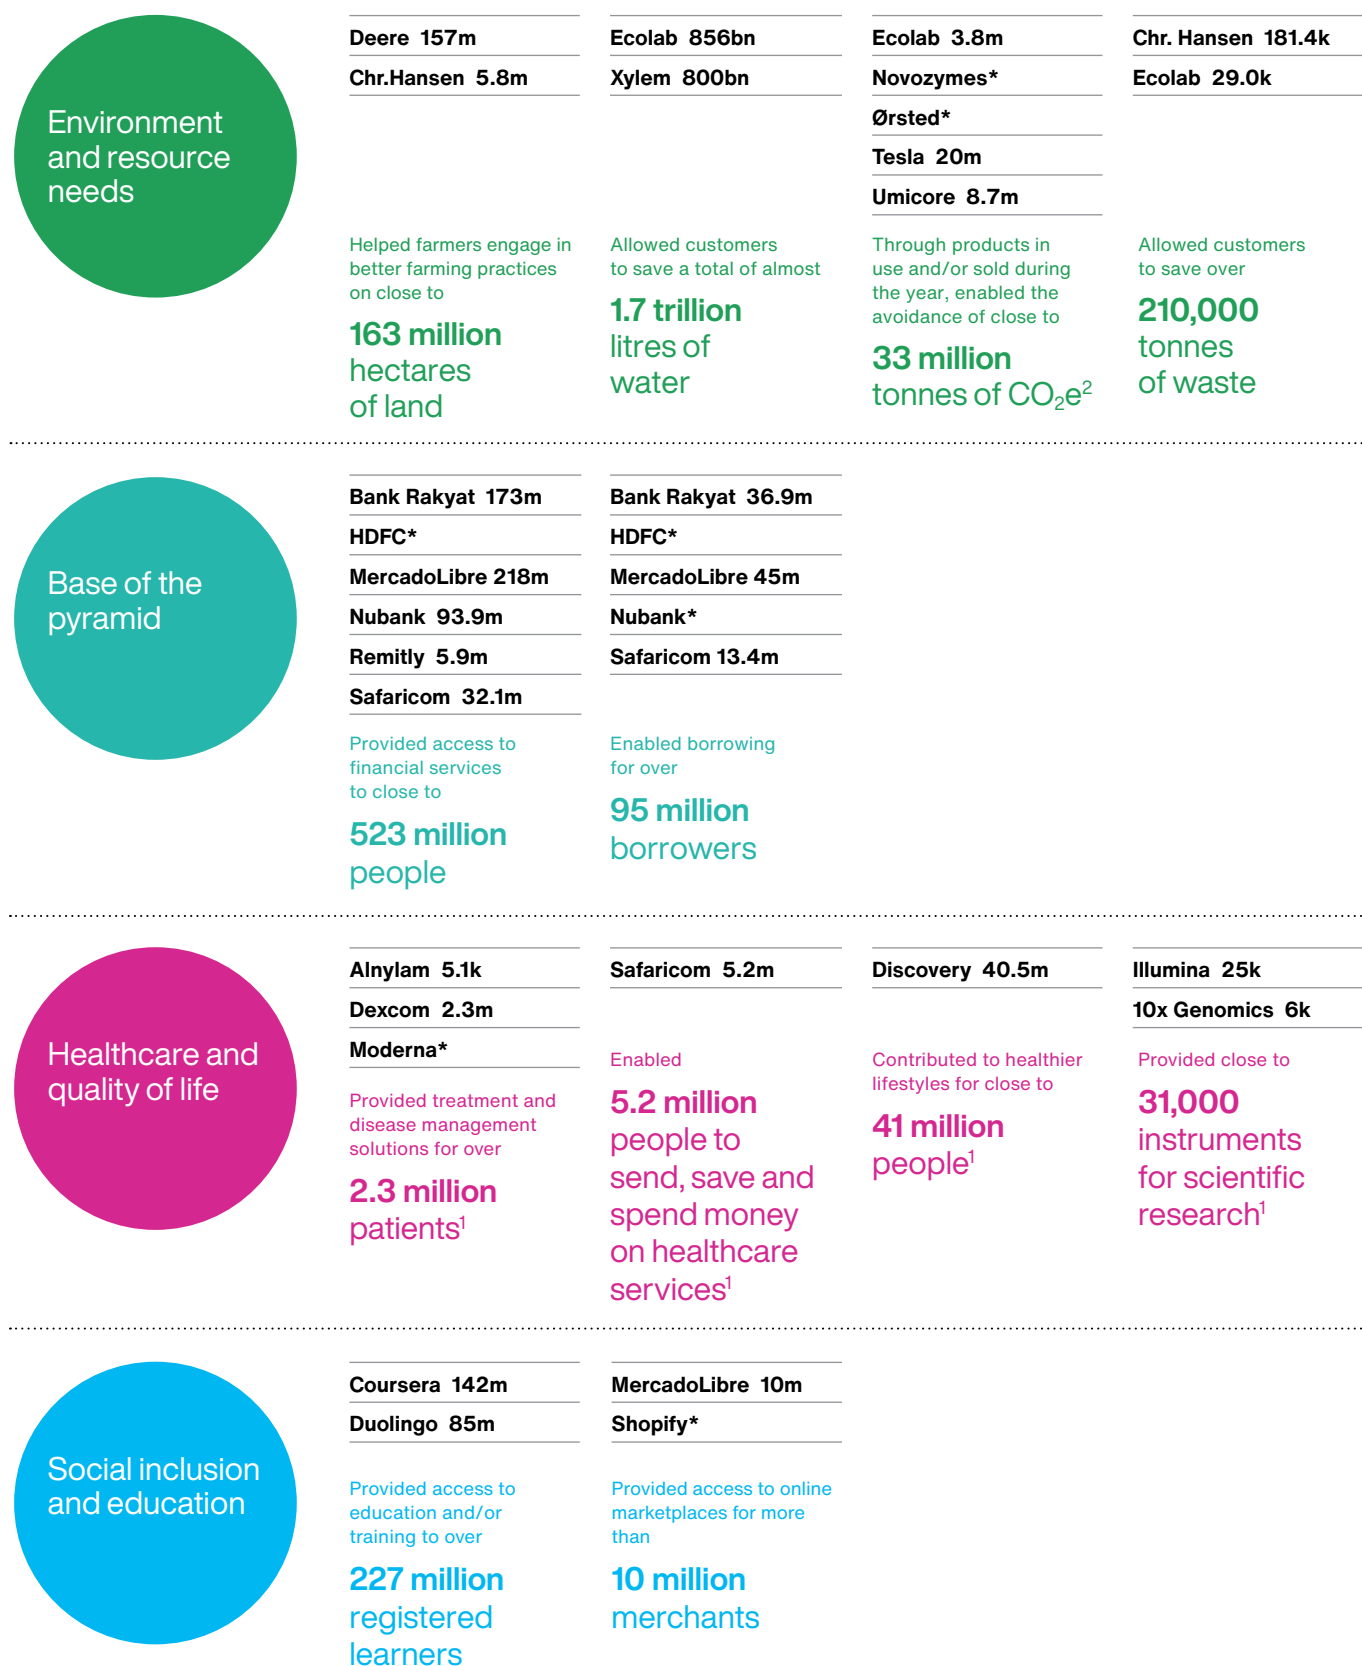 Environment
and resource
needs
Deere 157m
Chr.Hansen 5.8m
Helped farmers engage in
better farming practices
on close to
163 million
hectares
of land
Ecolab 856bn
Xylem 800bn
Allowed customers
to save a total of almost
1.7 trillion
litres of
water
Ecolab 3.8m
Novozymes*
Ørsted*
Tesla 20m
Umicore 8.7m
Through products in
use and/or sold during
the year, enabled the
avoidance of close to
33 million
tonnes of CO₂e²
Chr. Hansen 181.4k
Ecolab 29.0k
Allowed customers
to save over
210,000
tonnes
of waste
Base of the
pyramid
Bank Rakyat 173m
HDFC*
MercadoLibre 218m
Nubank 93.9m
Remitly 5.9m
Safaricom 32.1m
Provided access to
financial services
to close to
523 million
people
Bank Rakyat 36.9m
HDFC*
MercadoLibre 45m
Nubank*
Safaricom 13.4m
Enabled borrowing
for over
95 million
borrowers
Healthcare and
quality of life
Alnylam 5.1k
Dexcom 2.3m
Moderna*
Provided treatment and
disease management
solutions for over
2.3 million
patients¹
Safaricom 5.2m
Enabled
5.2 million
people to
send, save and
spend money
on healthcare
services¹
Discovery 40.5m
Contributed to healthier
lifestyles for close to
41 million
people¹
Illumina 25k
10x Genomics 6k
Provided close to
31,000
instruments
for scientific
research¹
Social inclusion
and education
Coursera 142m
Duolingo 85m
Provided access to
education and/or
training to over
227 million
registered
learners
MercadoLibre 10m
Shopify*
Provided access to online
marketplaces for more
than
10 million
merchants